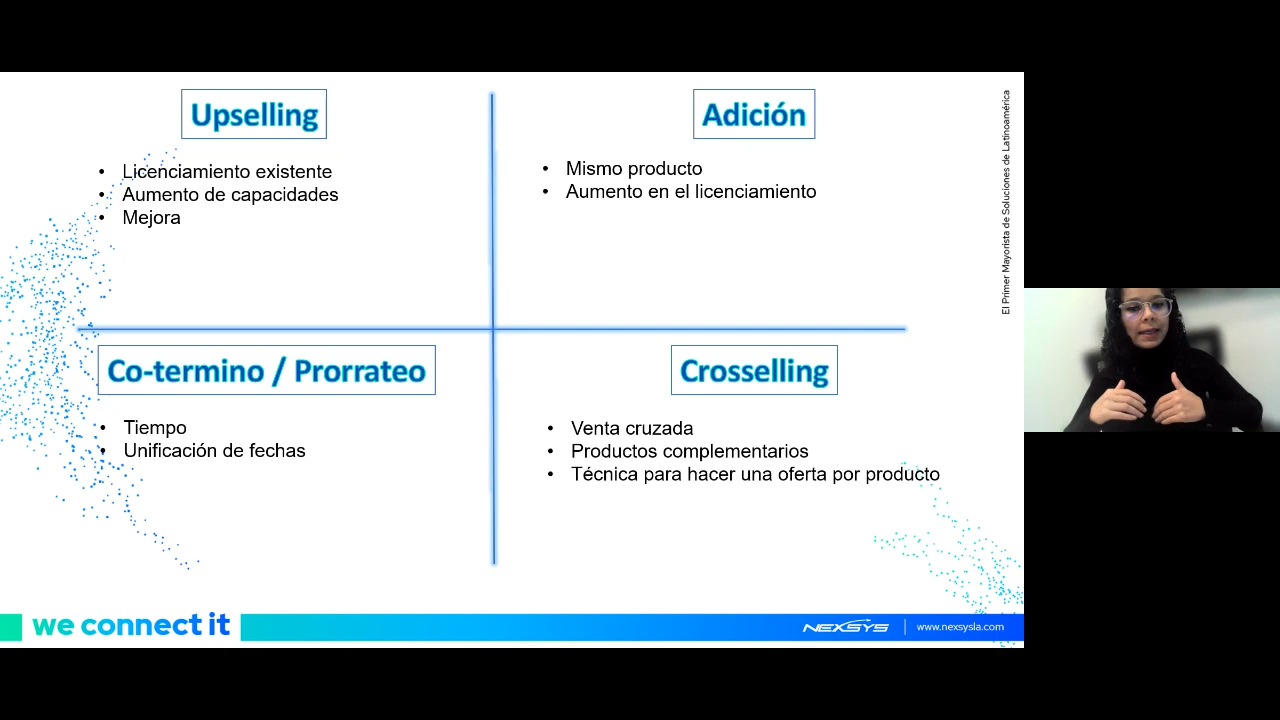 Upselling
• Licenciamiento existente
• Aumento de capacidades
• Mejora
Adición
• Mismo producto
• Aumento en el licenciamiento
El Primer Mayorista de Soluciones de Latinoamérica
Co-termino / Prorrateo
• Tiempo
• Unificación de fechas
Crosselling
• Venta cruzada
• Productos complementarios
• Técnica para hacer una oferta por producto
we connect it
NEXSYS
www.nexsysla.com